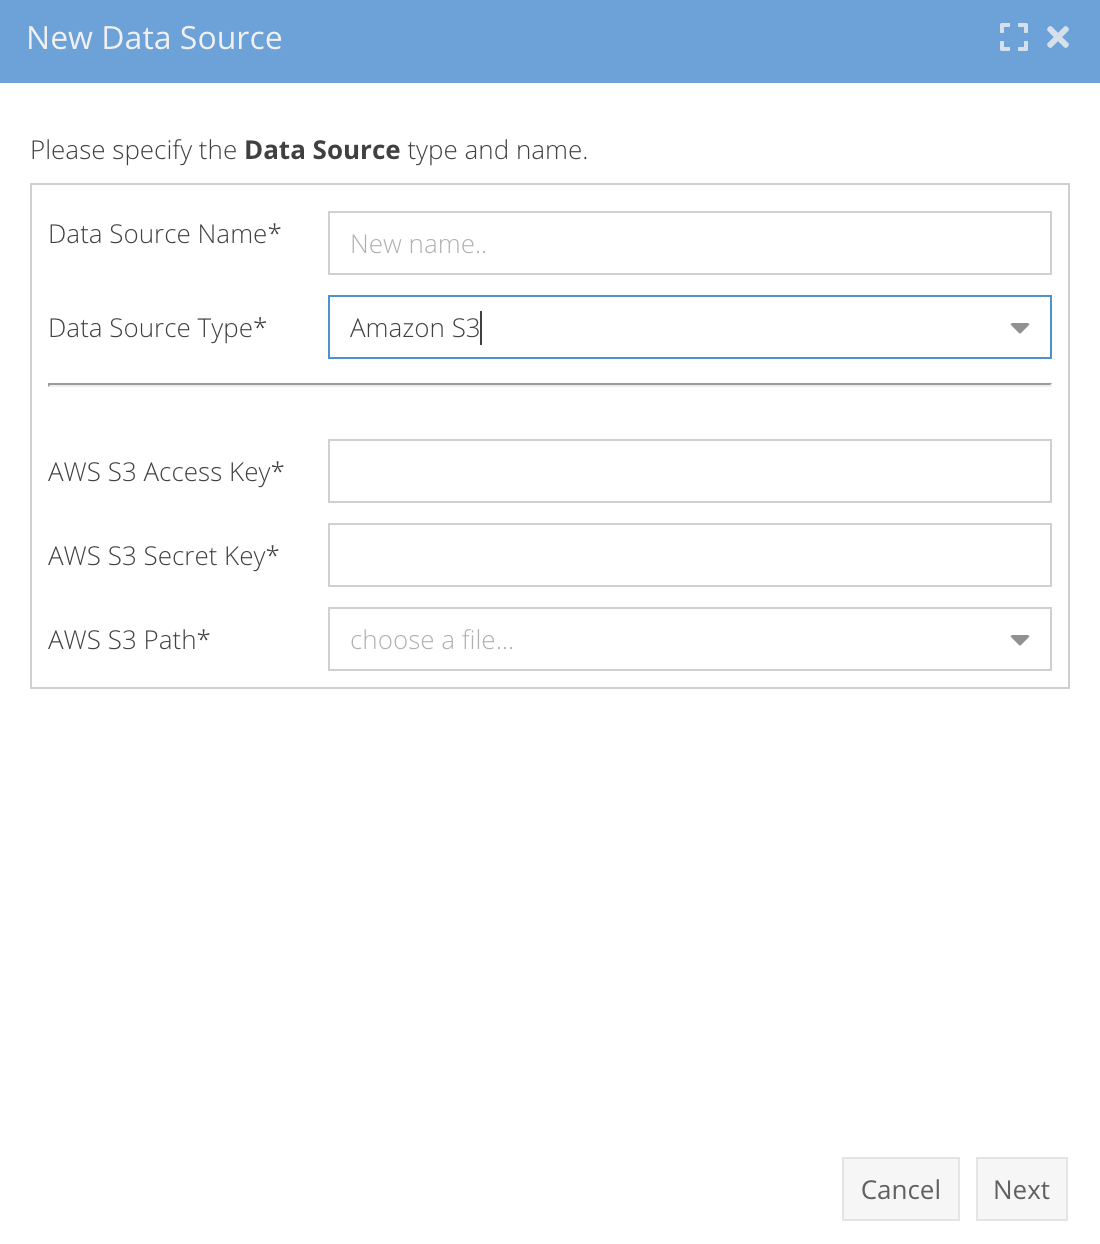 New Data Source
Please specify the Data Source type and name.
Data Source Name*
New name..
Data Source Type*
Amazon S3
AWS S3 Access Key*
AWS S3 Secret Key*
AWS S3 Path*
choose a file...
Cancel
Next